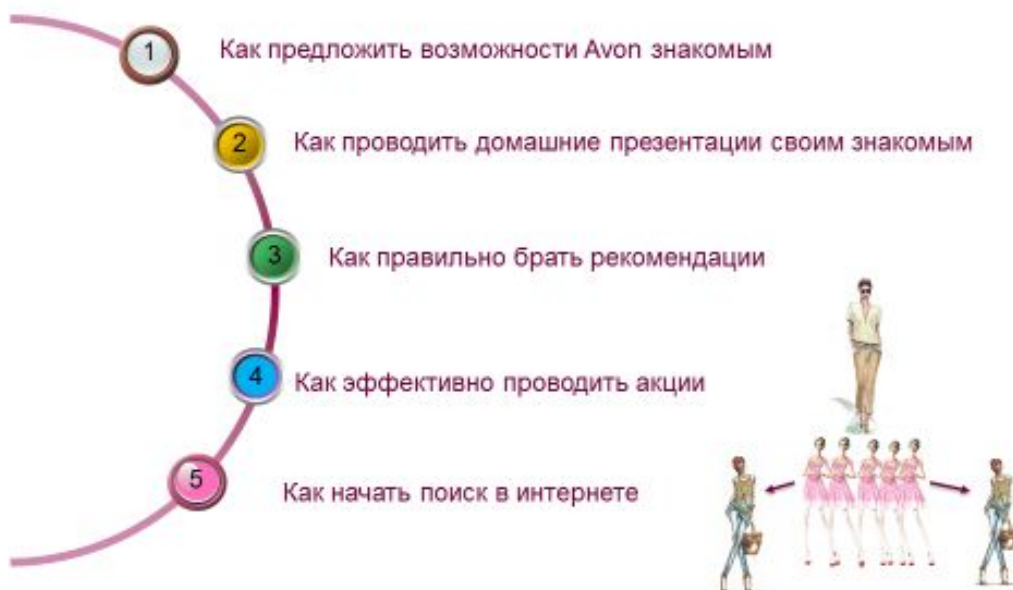 1 Как предложить возможности Avon знакомым
2 Как проводить домашние презентации своим знакомым
3 Как правильно брать рекомендации
4 Как эффективно проводить акции
5 Как начать поиск в интернете